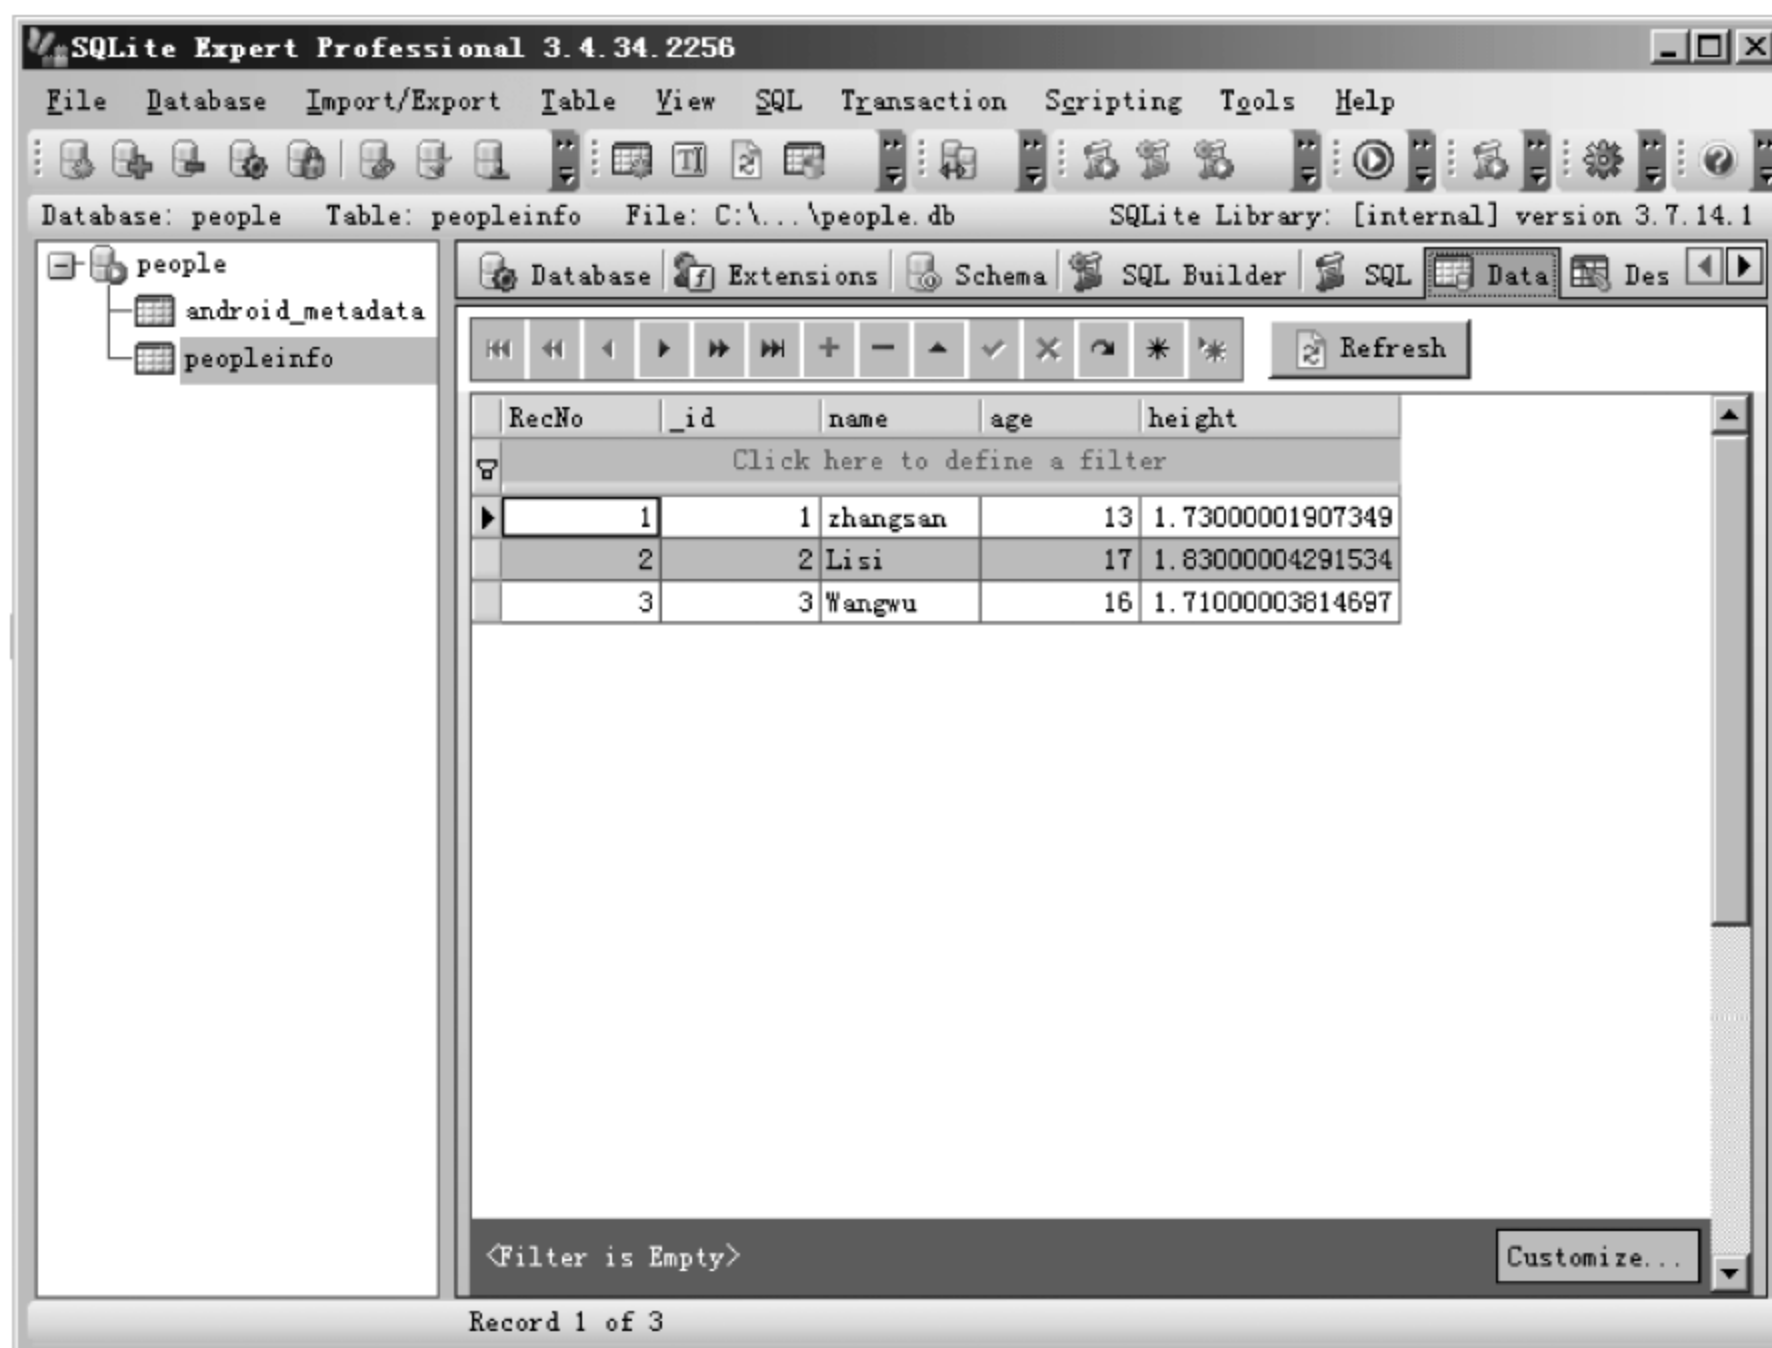 SQLite Expert Professional 3.4.34.2256
File Database Import/Export Table View SQL Transaction Scripting Tools Help
Database: people Table: peopleinfo File: C:\...\people.db SQLite Library: [internal] version 3.7.14.1
people
android_metadata
peopleinfo
Database Extensions Schema SQL Builder SQL Data Des
Refresh
RecNo _id name age height
Click here to define a filter
1 1 zhangsan 13 1.73000001907349
2 2 Lisi 17 1.83000004291534
3 3 Wangwu 16 1.71000003814697
<Filter is Empty> Customize...
Record 1 of 3